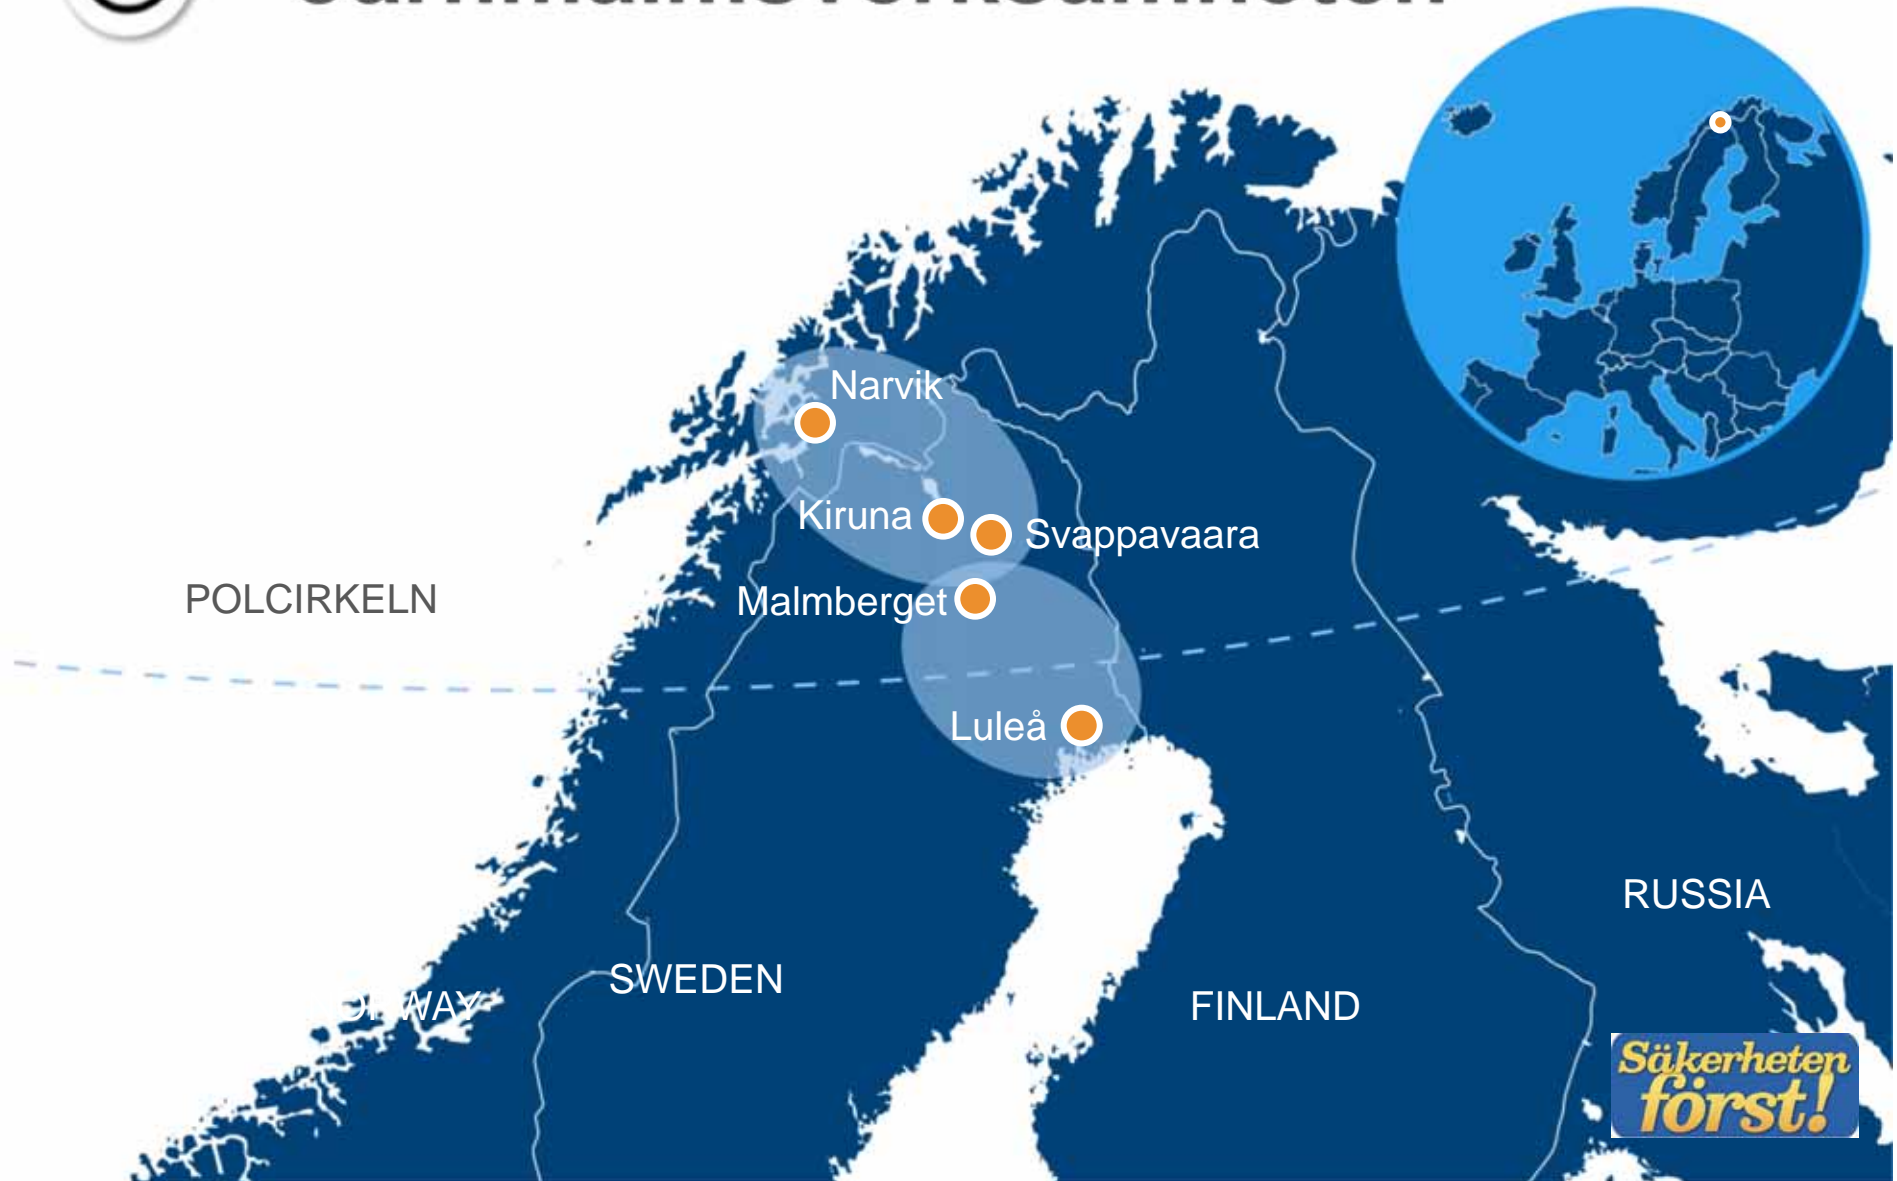 Narvik
Kiruna
Svappavaara
POLCIRKELN
Malmberget
Luleå
RUSSIA
SWEDEN
FINLAND
Säkerheten
först!